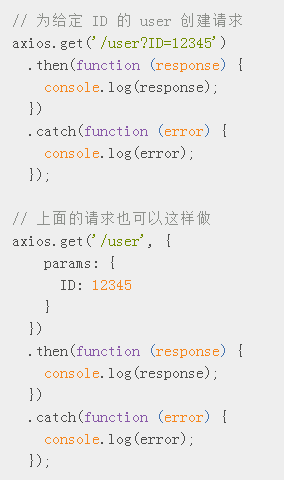 // 为给定 ID 的 user 创建请求
axios.get('/user?ID=12345')
  .then(function (response) {
    console.log(response);
  })
  .catch(function (error) {
    console.log(error);
  });

// 上面的请求也可以这样做
axios.get('/user', {
    params: {
      ID: 12345
    }
  })
  .then(function (response) {
    console.log(response);
  })
  .catch(function (error) {
    console.log(error);
  });